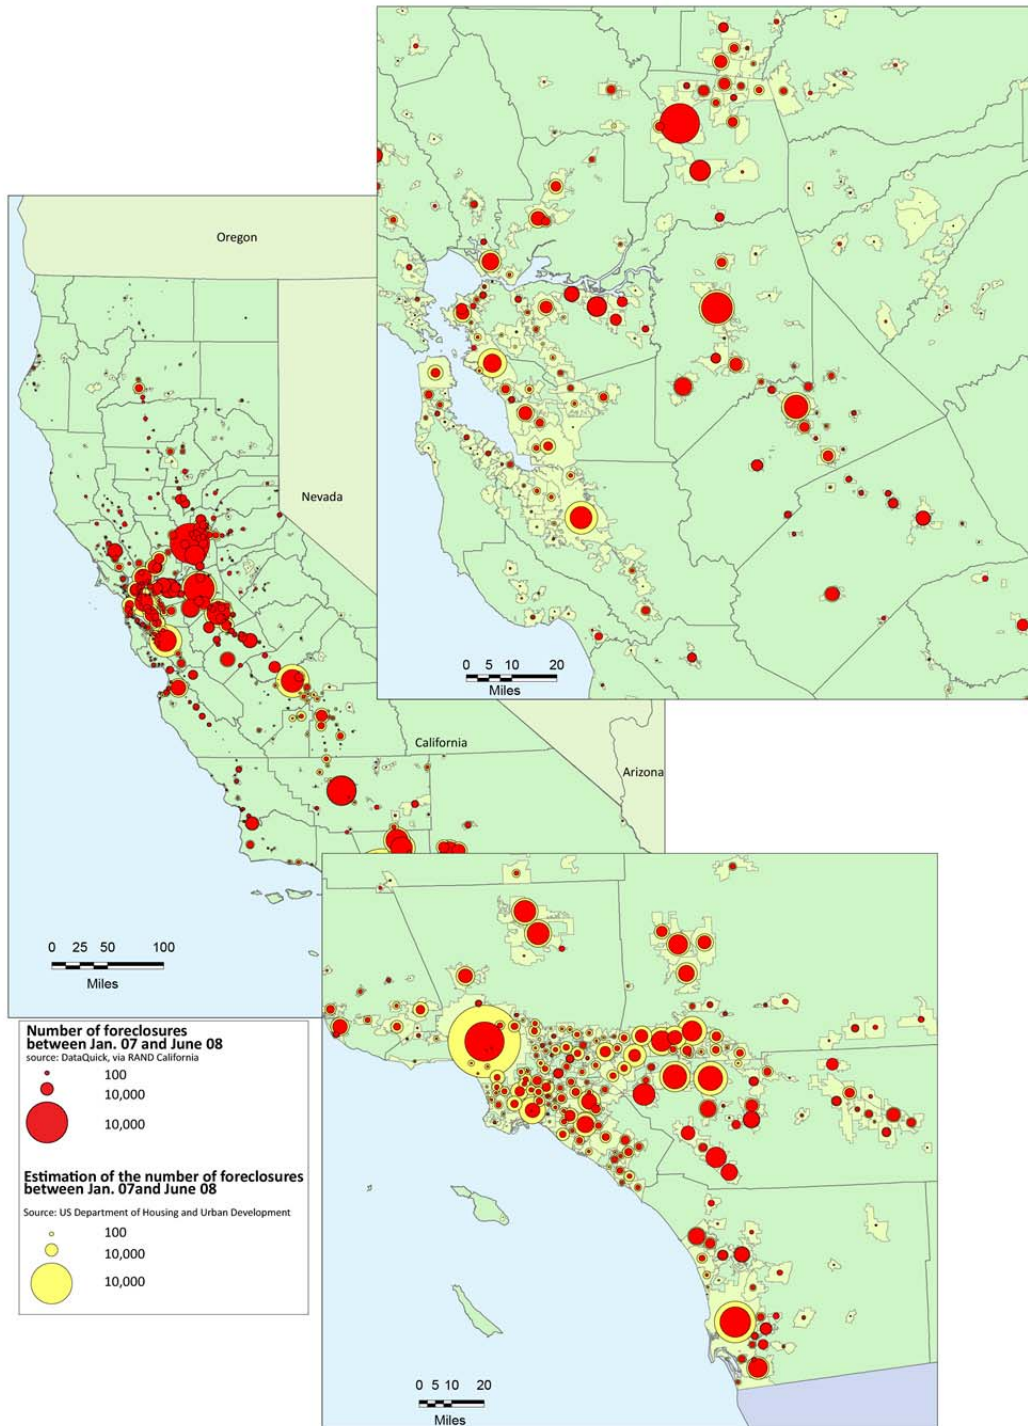 Oregon
Nevada
California
Arizona
0 5 10 20
Miles
0 25 50 100
Miles
Number of foreclosures
between Jan. 07 and June 08
source: DataQuick, via RAND California
100
10,000
10,000
Estimation of the number of foreclosures
between Jan. 07and June 08
Source: US Department of Housing and Urban Development
100
10,000
10,000
0 5 10 20
Miles